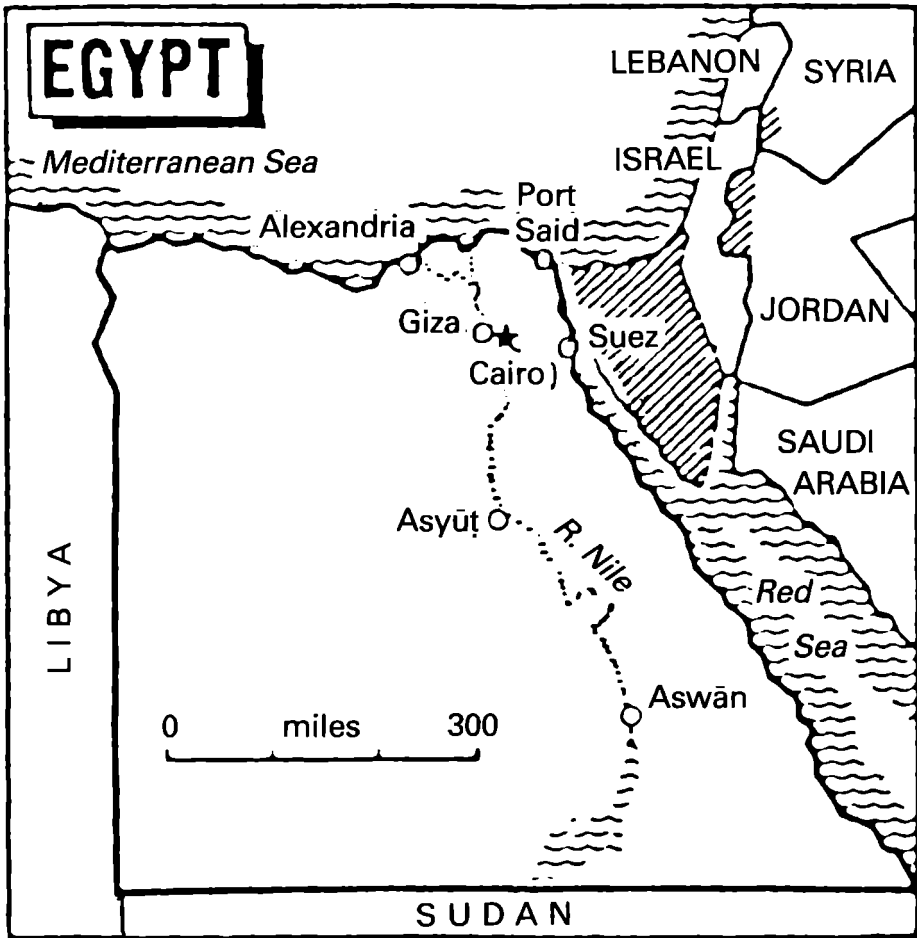 EGYPT
LEBANON
SYRIA
Mediterranean Sea
ISRAEL
Port
Said
Alexandria
JORDAN
Giza
Suez
Cairo)
SAUDI
ARABIA
Asyūṭ
R. Nile
Red
Sea
LIBYA
Aswān
0 miles 300
SUDAN